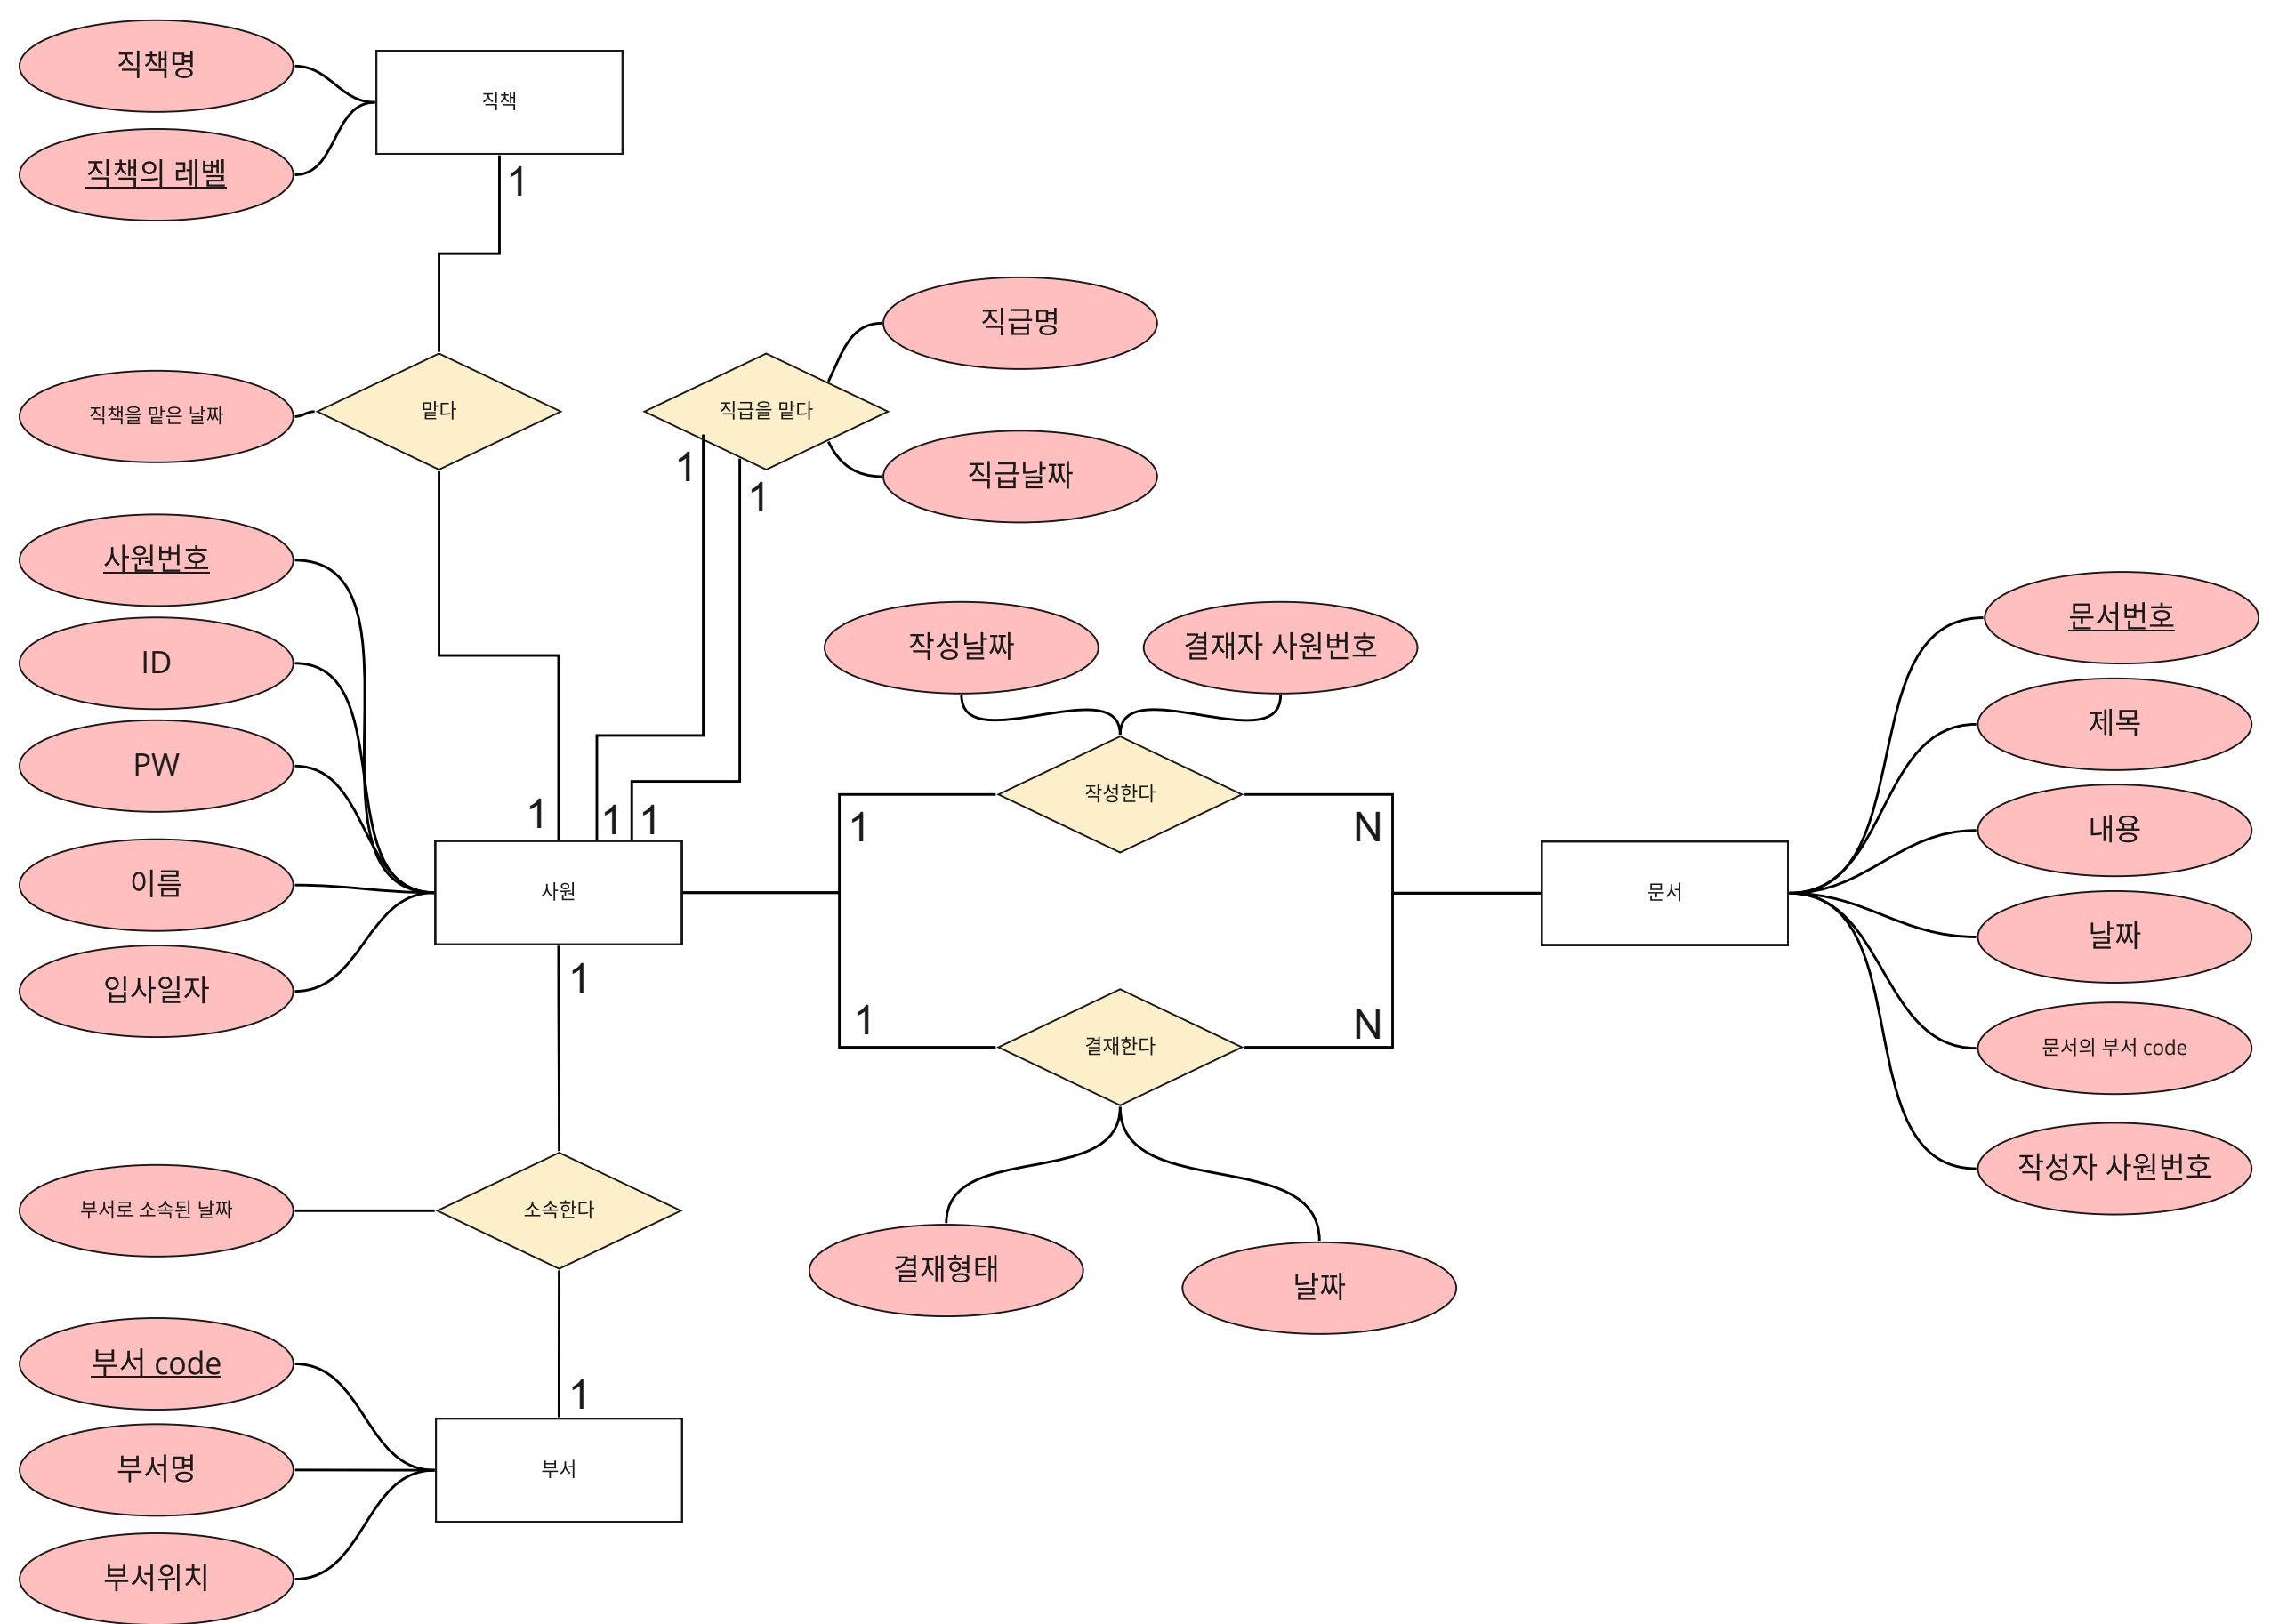 직책명
직책
직책의 레벨
1
직급명
직책을 맡은 날짜
맡다
직급을 맡다
1
직급날짜
1
사원번호
ID
작성날짜
결재자 사원번호
문서번호
PW
제목
작성한다
1
1
1
1
N
내용
이름
사원
문서
날짜
입사일자
1
1
N
결재한다
문서의 부서 code
작성자 사원번호
부서로 소속된 날짜
소속한다
결재형태
날짜
부서 code
1
부서명
부서
부서위치